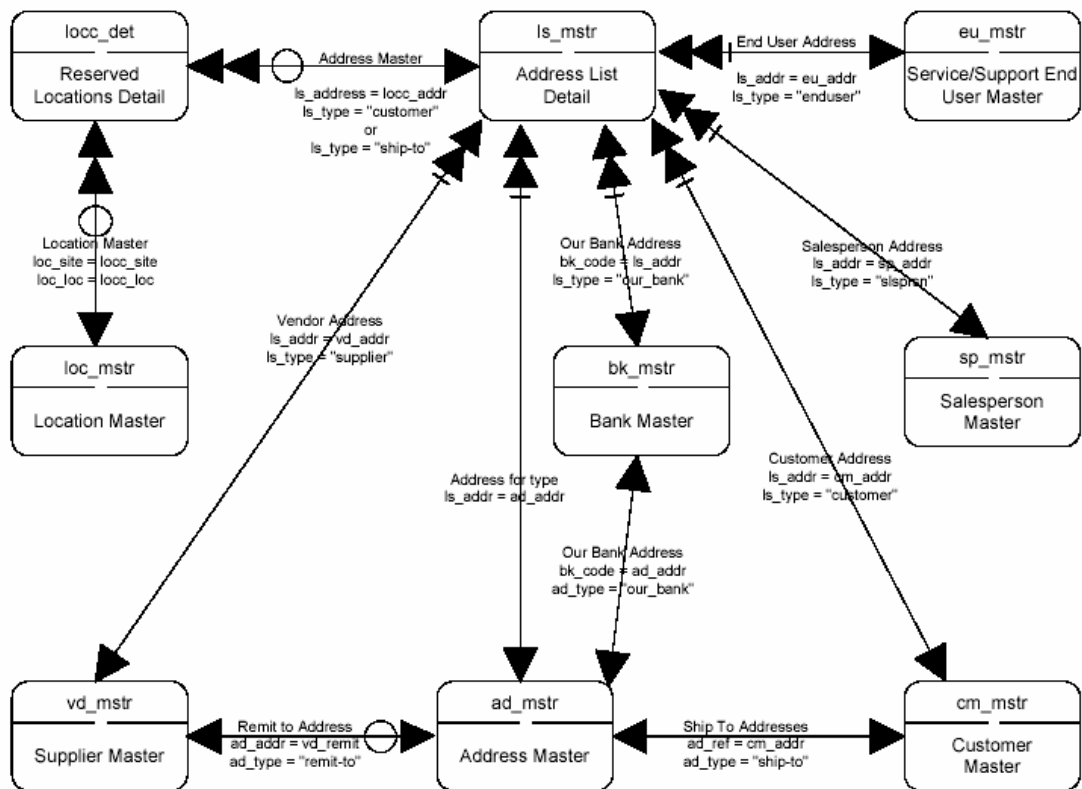 locc_det
Reserved
Locations Detail
Address Master
ls_address = locc_addr
ls_type = "customer"
or
ls_type = "ship-to"
ls_mstr
Address List
Detail
End User Address
ls_addr = eu_addr
ls_type = "enduser"
eu_mstr
Service/Support End
User Master
Location Master
loc_site = locc_site
loc_loc = locc_loc
Our Bank Address
bk_code = ls_addr
ls_type = "our_bank"
Salesperson Address
ls_addr = sp_addr
ls_type = "slsprsn"
Vendor Address
ls_addr = vd_addr
ls_type = "supplier"
loc_mstr
Location Master
bk_mstr
Bank Master
sp_mstr
Salesperson
Master
Address for type
ls_addr = ad_addr
Customer Address
ls_addr = cm_addr
ls_type = "customer"
Our Bank Address
bk_code = ad_addr
ad_type = "our_bank"
vd_mstr
Supplier Master
Remit to Address
ad_addr = vd_remit
ad_type = "remit-to"
ad_mstr
Address Master
Ship To Addresses
ad_ref = cm_addr
ad_type = "ship-to"
cm_mstr
Customer
Master